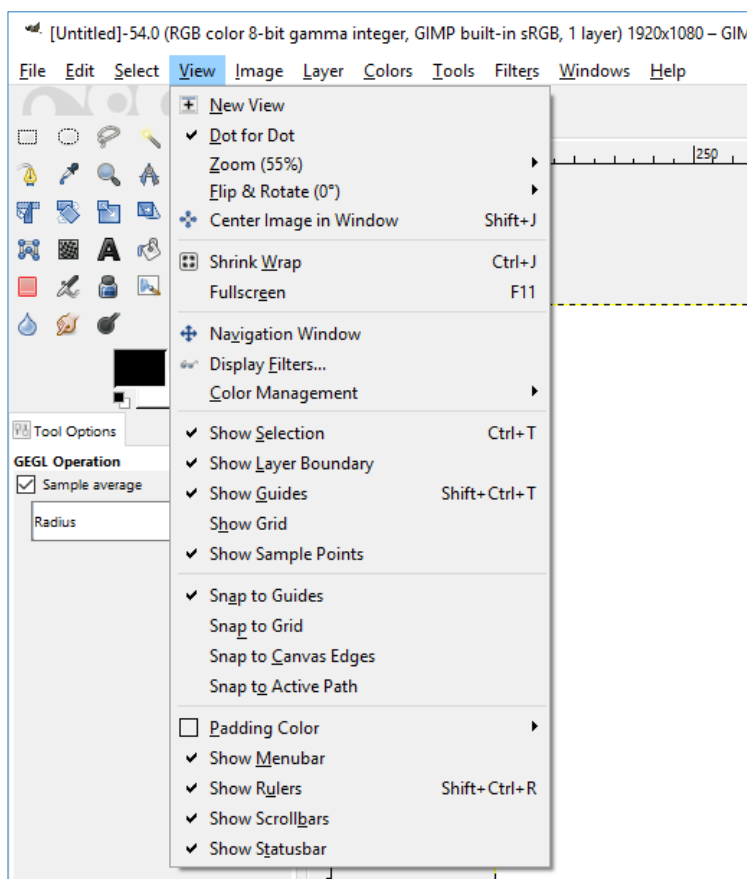 [Untitled]-54.0 (RGB color 8-bit gamma integer, GIMP built-in sRGB, 1 layer) 1920x1080 – GIM
File Edit Select View Image Layer Colors Tools Filters Windows Help
New View
Dot for Dot
Zoom (55%)
250
Flip & Rotate (0°)
Center Image in Window Shift+J
Shrink Wrap Ctrl+J
Fullscreen F11
Navigation Window
Display Filters...
Color Management
Tool Options
Show Selection Ctrl+T
GEGL Operation
Show Layer Boundary
Sample average
Show Guides Shift+Ctrl+T
Radius
Show Grid
Show Sample Points
Snap to Guides
Snap to Grid
Snap to Canvas Edges
Snap to Active Path
Padding Color
Show Menubar
Show Rulers Shift+Ctrl+R
Show Scrollbars
Show Statusbar